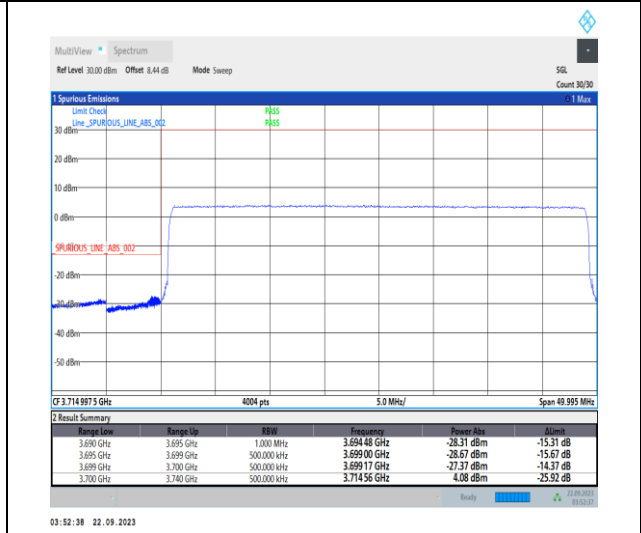 MultiView * Spectrum
Ref Level 30.00 dBm Offset 8.44 dB Mode Sweep SGL
Count 30/30
1 Spurious Emissions 1 Max
Limit Check PASS
Line _SPURIOUS_LINE_ABS_002 PASS
30 dBm
20 dBm
10 dBm
0 dBm
SPURIOUS_LINE_ABS_002
-20 dBm
-30 dBm
-40 dBm
-50 dBm
CF 3.714 997 5 GHz 4004 pts 5.0 MHz/ Span 49.995 MHz
2 Result Summary
Range Low Range Up RBW Frequency Power Abs ΔLimit
3.690 GHz 3.695 GHz 1.000 MHz 3.694 48 GHz -28.31 dBm -15.31 dB
3.695 GHz 3.699 GHz 500.000 kHz 3.699 00 GHz -28.67 dBm -15.67 dB
3.699 GHz 3.700 GHz 500.000 kHz 3.699 17 GHz -27.37 dBm -14.37 dB
3.700 GHz 3.740 GHz 500.000 kHz 3.714 56 GHz 4.08 dBm -25.92 dB
Ready 22.09.2023
03:52:37
03:52:38 22.09.2023